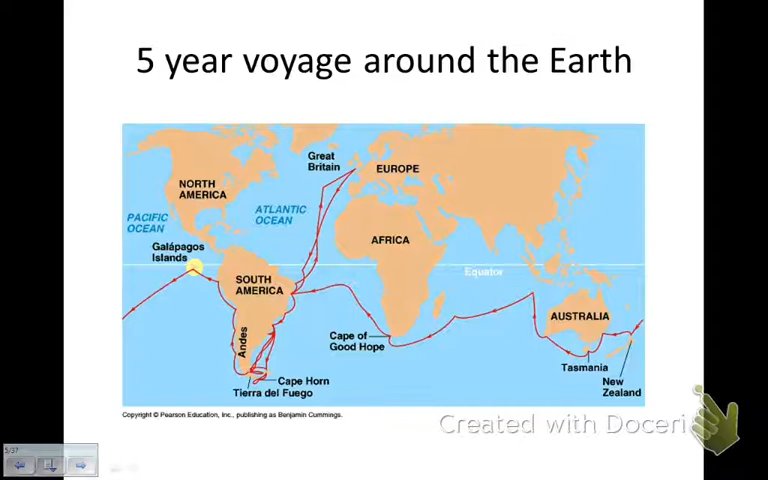 5 year voyage around the Earth
Great
Britain
EUROPE
NORTH
AMERICA
ATLANTIC
OCEAN
PACIFIC
OCEAN
AFRICA
Galápagos
Islands
Equator
SOUTH
AMERICA
AUSTRALIA
Andes
Cape of
Good Hope
Tasmania
Cape Horn
Tierra del Fuego
New
Zealand
Copyright © Pearson Education, Inc., publishing as Benjamin Cummings.
Created with Doceri
5/37